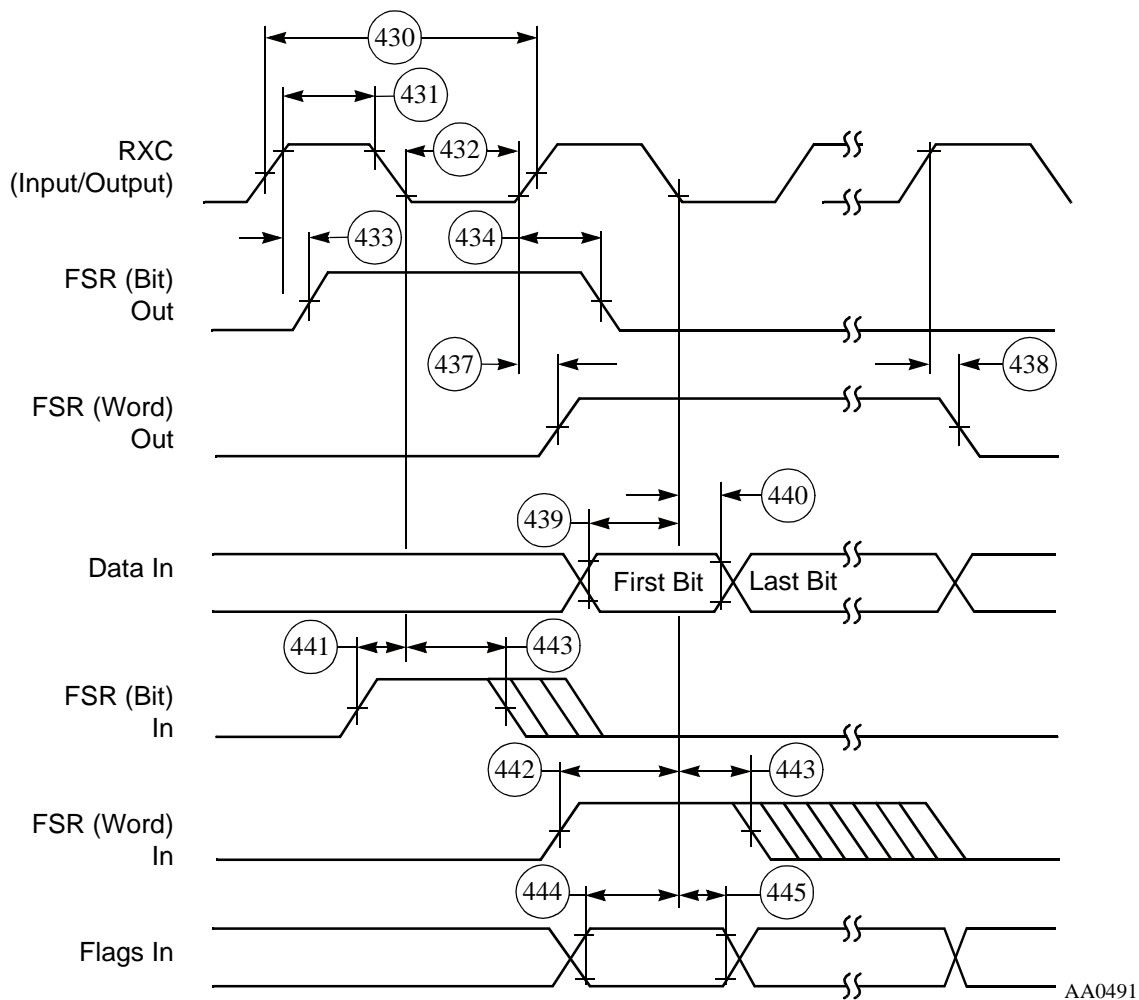 430
431
RXC
(Input/Output)
432
433
434
FSR (Bit)
Out
437
438
FSR (Word)
Out
439
440
Data In
First Bit
Last Bit
441
443
FSR (Bit)
In
442
443
FSR (Word)
In
444
445
Flags In
AA0491